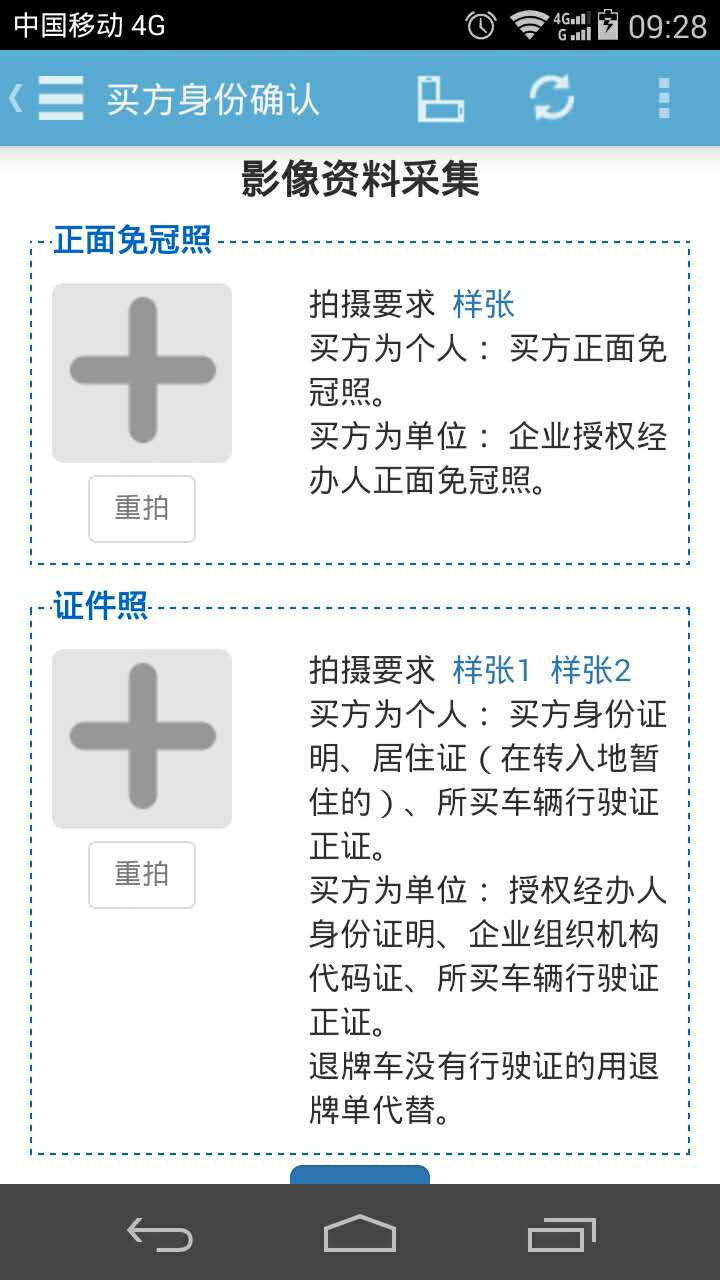 中国移动 4G
4G
G
09:28
买方身份确认
影像资料采集
正面免冠照
拍摄要求 样张
买方为个人：买方正面免
冠照。
买方为单位：企业授权经
办人正面免冠照。
重拍
证件照
拍摄要求 样张1 样张2
买方为个人：买方身份证
明、居住证（在转入地暂
住的）、所买车辆行驶证
正证。
买方为单位：授权经办人
身份证明、企业组织机构
代码证、所买车辆行驶证
正证。
退牌车没有行驶证的用退
牌单代替。
重拍